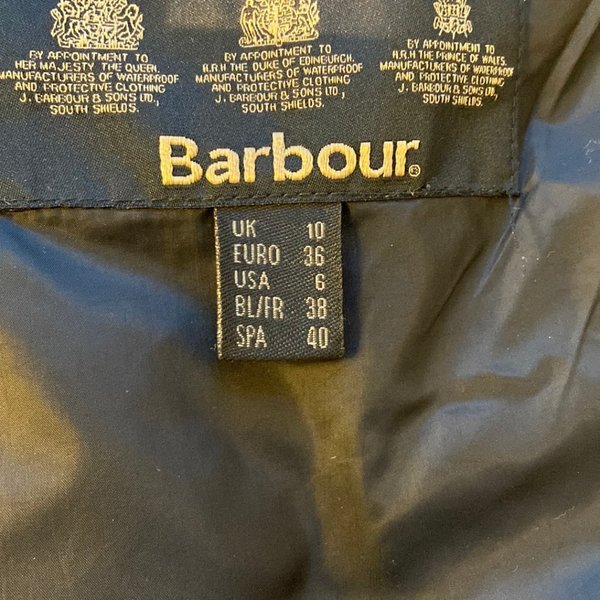 BY APPOINTMENT TO
HER MAJESTY THE QUEEN.
MANUFACTURERS OF WATERPROOF
AND PROTECTIVE CLOTHING
J. BARBOUR & SONS LTD.,
SOUTH SHIELDS.
BY APPOINTMENT TO
H.R.H THE DUKE OF EDINBURGH.
MANUFACTURERS OF WATERPROOF
AND PROTECTIVE CLOTHING
J. BARBOUR & SONS LTD.,
SOUTH SHIELDS.
BY APPOINTMENT TO
H.R.H. THE PRINCE OF WALES
MANUFACTURERS OF WATERPROOF
AND PROTECTIVE CLOTHING
J. BARBOUR & SONS LTD.,
SOUTH SHIELDS.
Barbour®
UK 10
EURO 36
USA 6
BL/FR 38
SPA 40